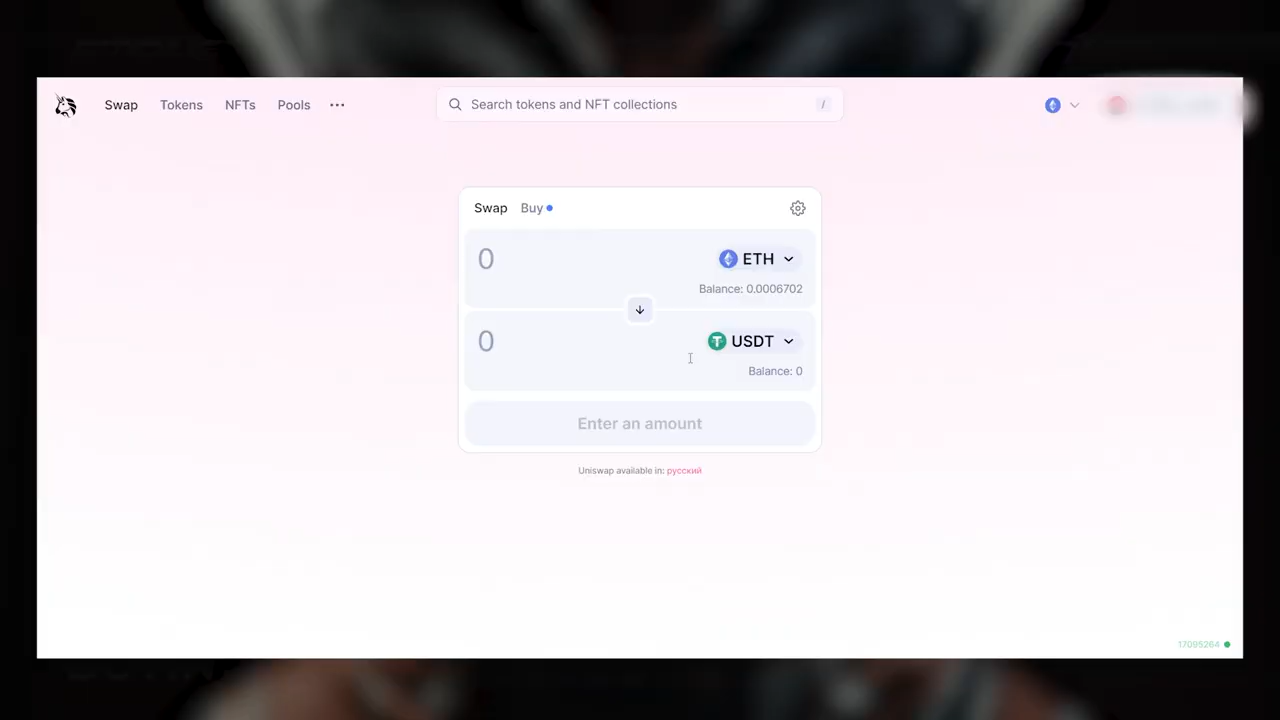 Swap Tokens NFTs Pools ...
Search tokens and NFT collections /
Swap Buy
0 ETH
Balance: 0.0006702
0 USDT
Balance: 0
Enter an amount
Uniswap available in: русский
17095264